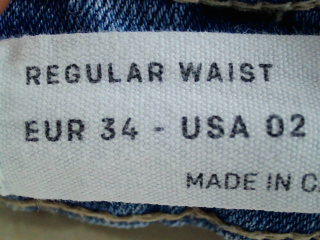 REGULAR WAIST
EUR 34 - USA 02
MADE IN